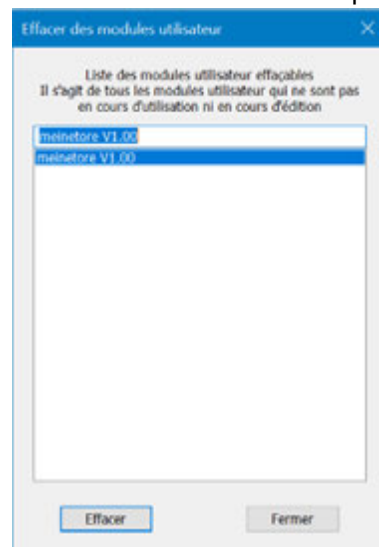 Effacer des modules utilisateur
Liste des modules utilisateur effaçables
Il s'agit de tous les modules utilisateur qui ne sont pas
en cours d'utilisation ni en cours d'édition
meinetore V1.00
meinetore V1.00
Effacer Fermer